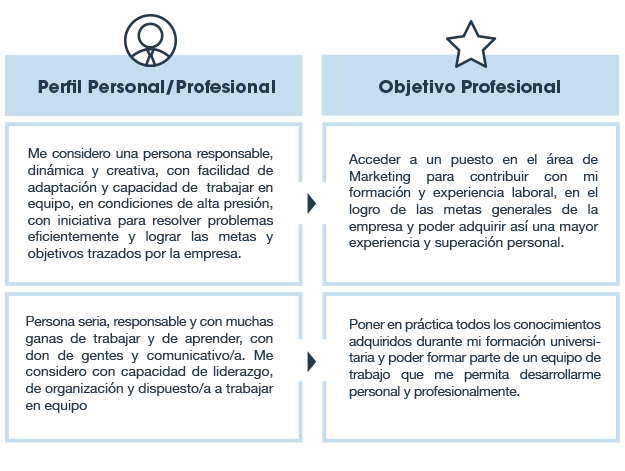 Perfil Personal/Profesional
Objetivo Profesional
Me considero una persona responsable,
dinámica y creativa, con facilidad de
adaptación y capacidad de trabajar en
equipo, en condiciones de alta presión,
con iniciativa para resolver problemas
eficientemente y lograr las metas y
objetivos trazados por la empresa.
Acceder a un puesto en el área de
Marketing para contribuir con mi
formación y experiencia laboral, en el
logro de las metas generales de la
empresa y poder adquirir así una mayor
experiencia y superación personal.
Persona seria, responsable y con muchas
ganas de trabajar y de aprender, con
don de gentes y comunicativo/a. Me
considero con capacidad de liderazgo,
de organización y dispuesto/a a trabajar
en equipo
Poner en práctica todos los conocimientos
adquiridos durante mi formación universi-
taria y poder formar parte de un equipo de
trabajo que me permita desarrollarme
personal y profesionalmente.